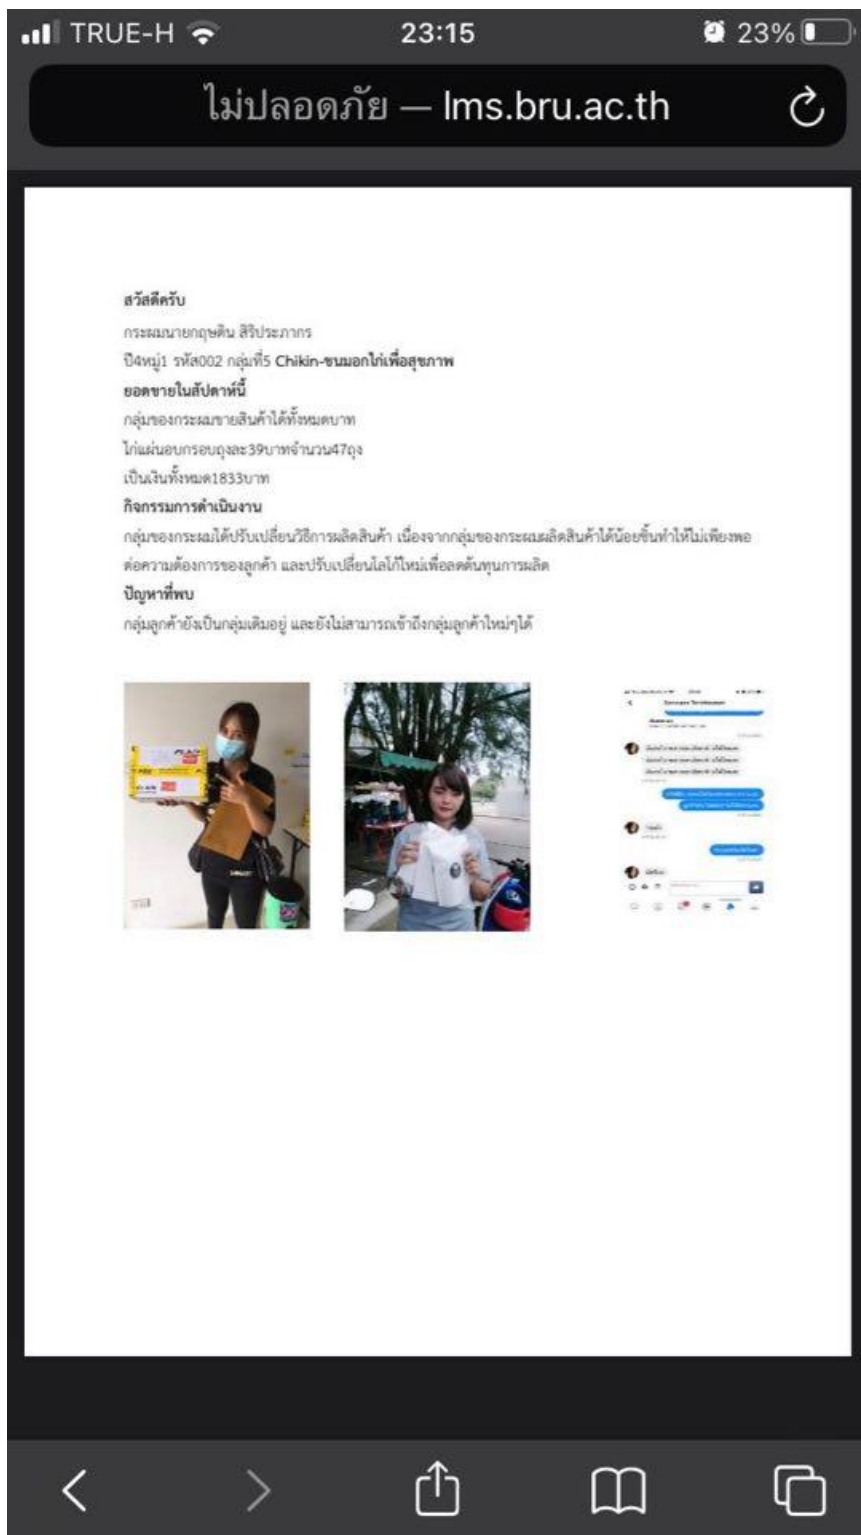 TRUE-H
23:15
23%
ไม่ปลอดภัย — lms.bru.ac.th
สวัสดีครับ
กระผมนายกฤษติน สิริประภากร
ปี4หมู่1 รหัส002 กลุ่มที่5 Chikin-ขนมอกไก่เพื่อสุขภาพ
ยอดขายในสัปดาห์นี้
กลุ่มของกระผมขายสินค้าได้ทั้งหมดบาท
ไก่แผ่นอบกรอบถุงละ39บาทจำนวน47ถุง
เป็นเงินทั้งหมด1833บาท
กิจกรรมการดำเนินงาน
กลุ่มของกระผมได้ปรับเปลี่ยนวิธีการผลิตสินค้า เนื่องจากกลุ่มของกระผมผลิตสินค้าได้น้อยชิ้นทำให้ไม่เพียงพอ
ต่อความต้องการของลูกค้า และปรับเปลี่ยนโลโก้ใหม่เพื่อลดต้นทุนการผลิต
ปัญหาที่พบ
กลุ่มลูกค้ายังเป็นกลุ่มเดิมอยู่ และยังไม่สามารถเข้าถึงกลุ่มลูกค้าใหม่ๆได้